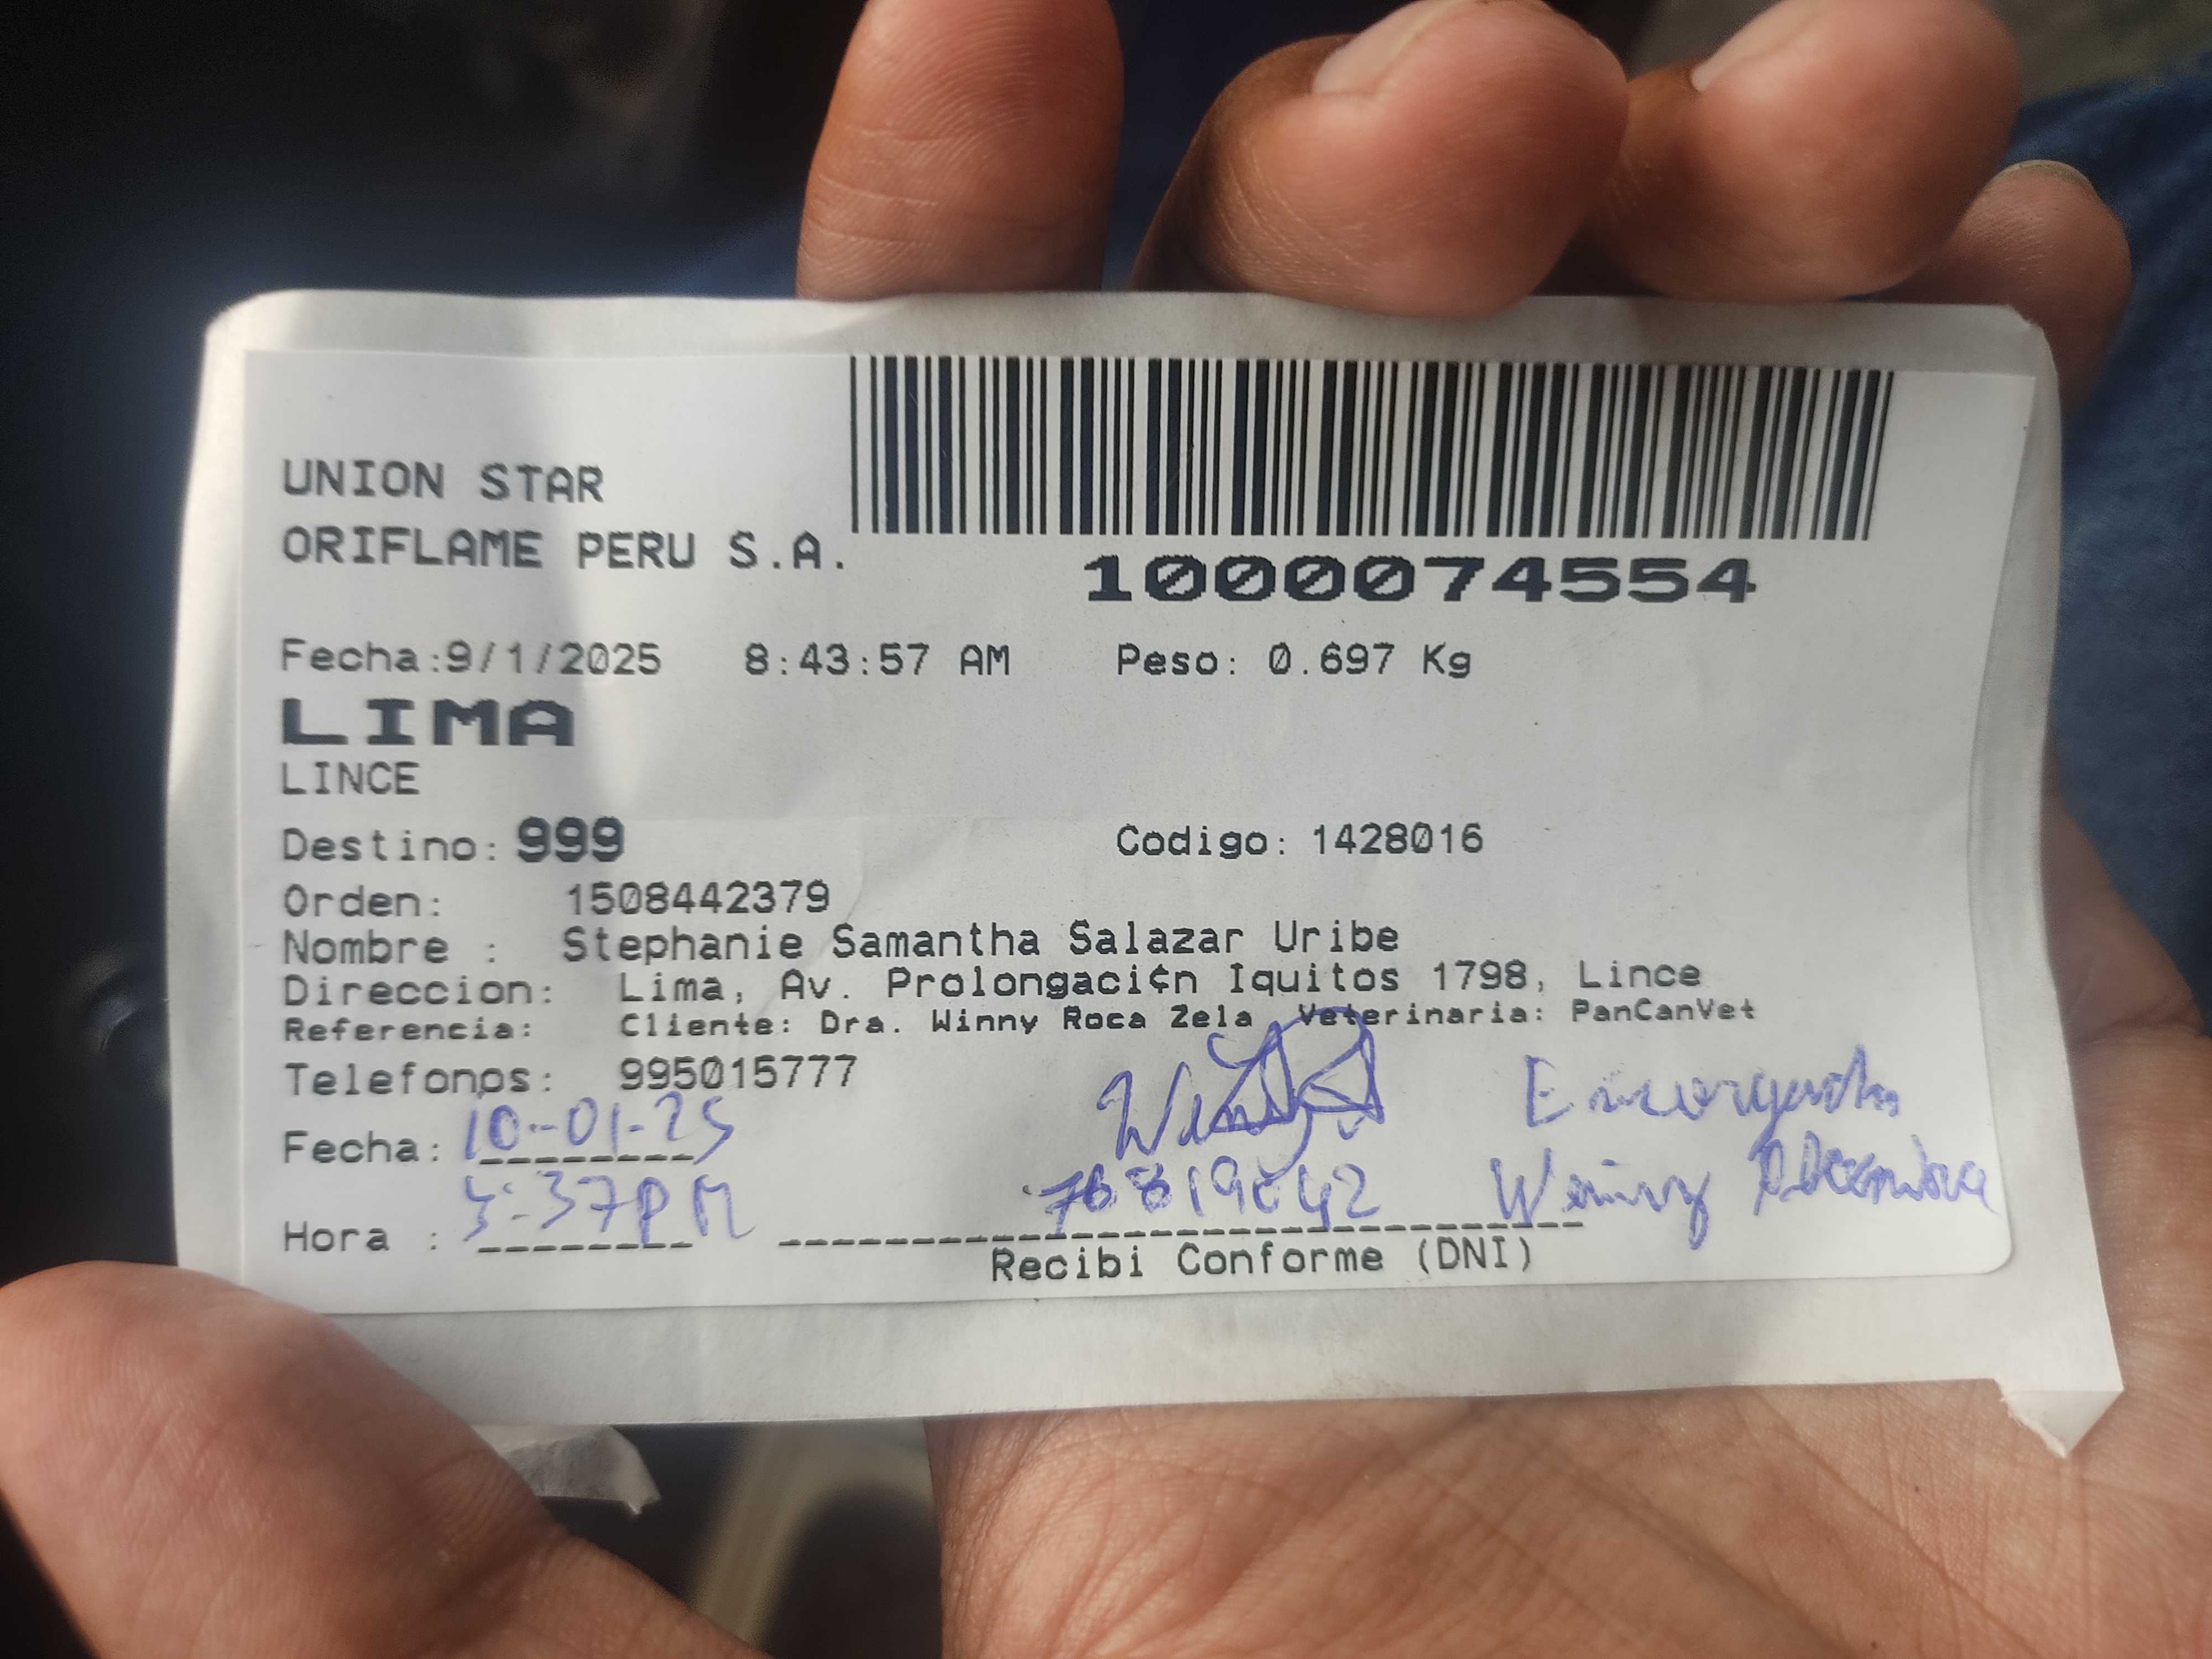 UNION STAR
ORIFLAME PERU S.A.
1000074554
Fecha:9/1/2025 8:43:57 AM Peso: 0.697 Kg
LIMA
LINCE
Destino: 999 Codigo: 1428016
Orden: 1508442379
Nombre : Stephanie Samantha Salazar Uribe
Direccion: Lima, Av. Prolongaci¢n Iquitos 1798, Lince
Referencia: Cliente: Dra. Winny Roca Zela Veterinaria: PanCanVet
Telefonos: 995015777
Fecha: 10-01-25
Hora : 3:37PM
Recibi Conforme (DNI)